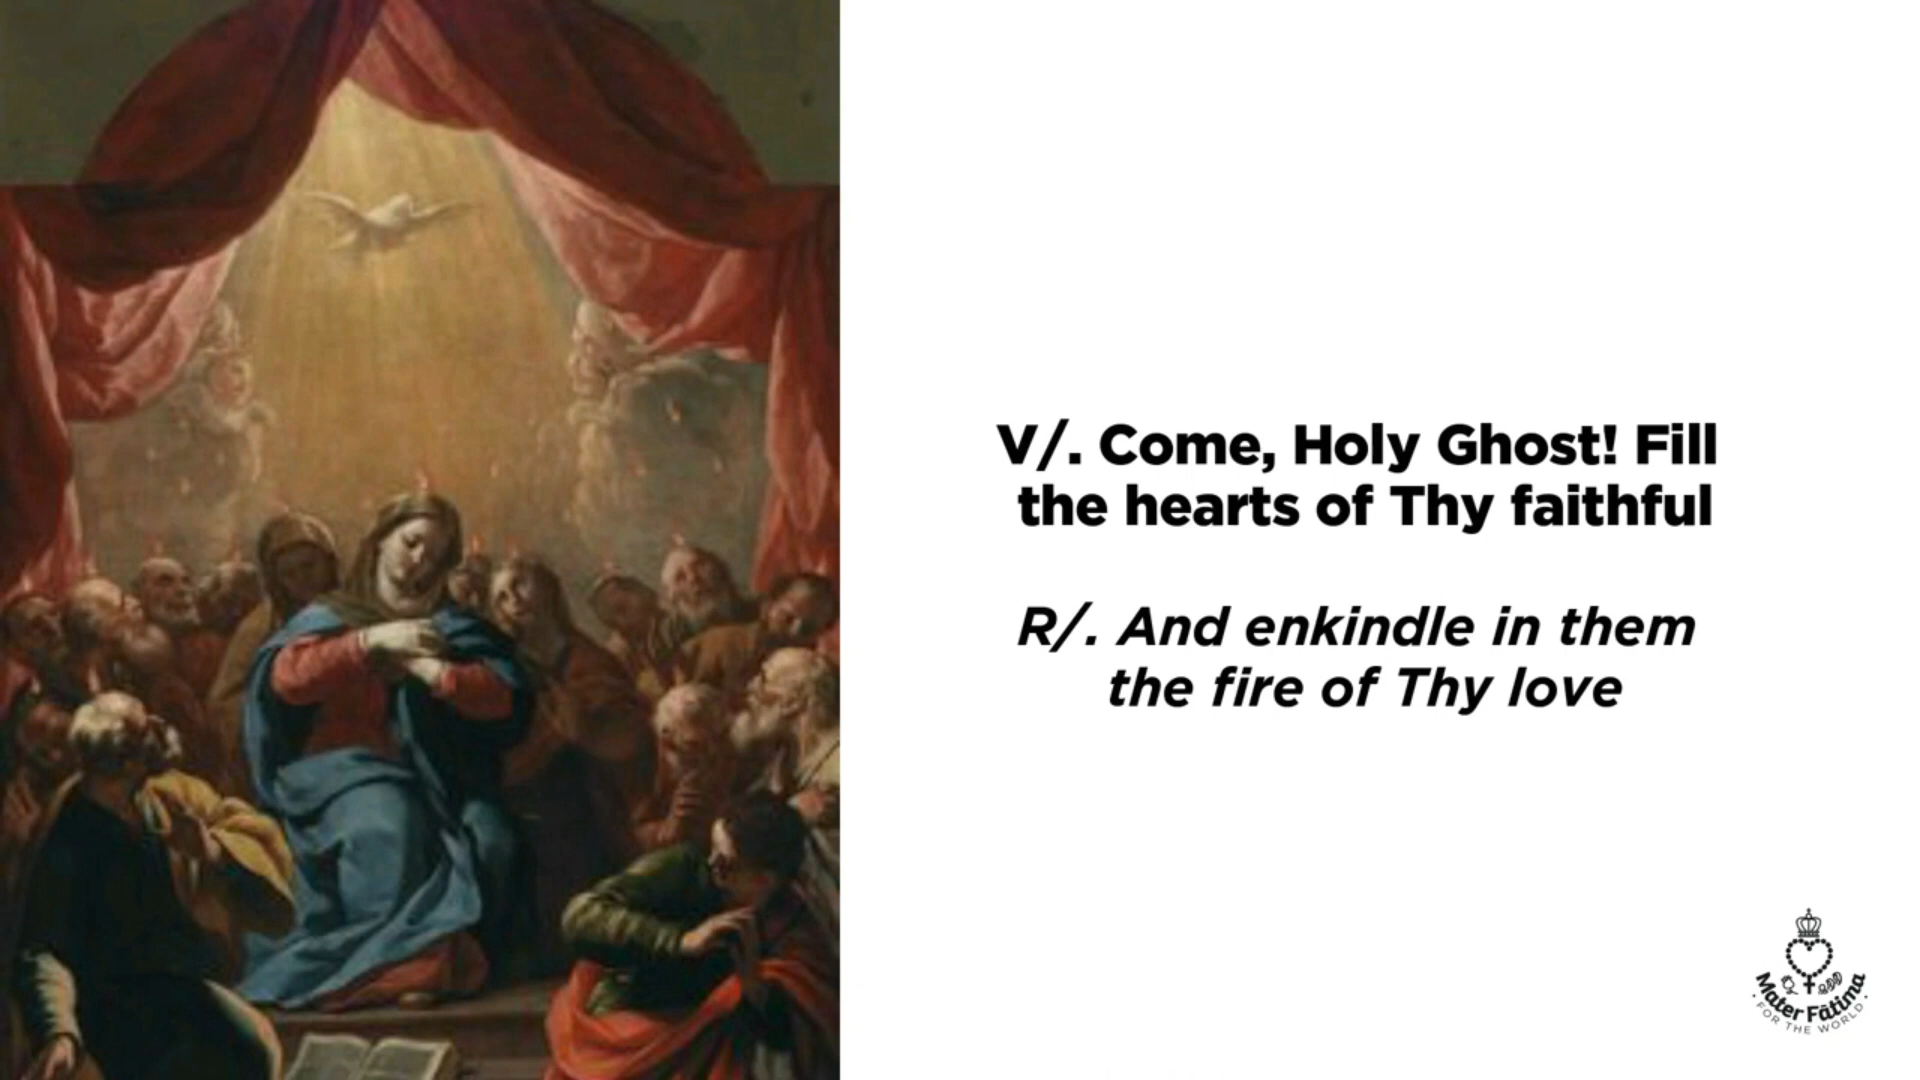 V/. Come, Holy Ghost! Fill
the hearts of Thy faithful
R/. And enkindle in them
the fire of Thy love
Mater Fátima
· FOR THE WORLD ·